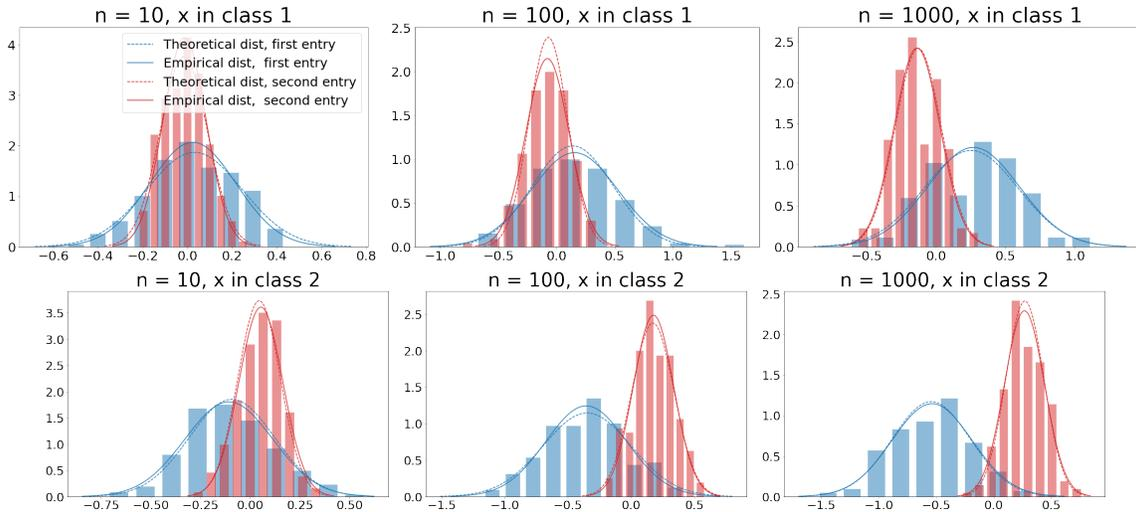 n = 10, x in class 1
n = 100, x in class 1
n = 1000, x in class 1
Theoretical dist, first entry
Empirical dist, first entry
Theoretical dist, second entry
Empirical dist, second entry
4
3
2
1
0
−0.6 −0.4 −0.2 0.0 0.2 0.4 0.6 0.8
2.5
2.0
1.5
1.0
0.5
0.0
−1.0 −0.5 0.0 0.5 1.0 1.5
2.5
2.0
1.5
1.0
0.5
0.0
−0.5 0.0 0.5 1.0
n = 10, x in class 2
n = 100, x in class 2
n = 1000, x in class 2
3.5
3.0
2.5
2.0
1.5
1.0
0.5
0.0
−0.75 −0.50 −0.25 0.00 0.25 0.50
2.5
2.0
1.5
1.0
0.5
0.0
−1.5 −1.0 −0.5 0.0 0.5
2.5
2.0
1.5
1.0
0.5
0.0
−1.5 −1.0 −0.5 0.0 0.5